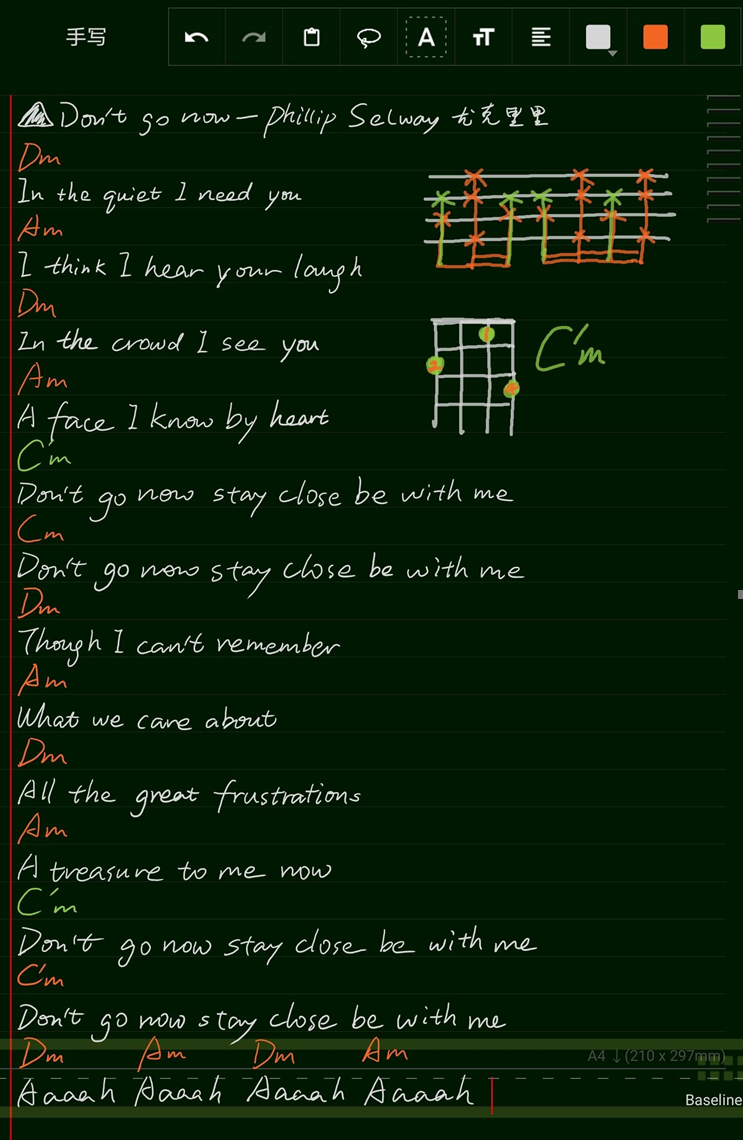 手写 A TT
Don't go now — Phillip Selway 尤克里里
Dm
In the quiet I need you
Am
I think I hear your laugh
Dm
In the crowd I see you
Am
A face I know by heart
C'm
C'm
Don't go now stay close be with me
Cm
Don't go now stay close be with me
Dm
Though I can't remember
Am
What we care about
Dm
All the great frustrations
Am
A treasure to me now
C'm
Don't go now stay close be with me
C'm
Don't go now stay close be with me
Dm Am Dm Am
A4 ↓ (210 x 297mm)
Aaaah Aaaah Aaaah Aaaah
Baseline